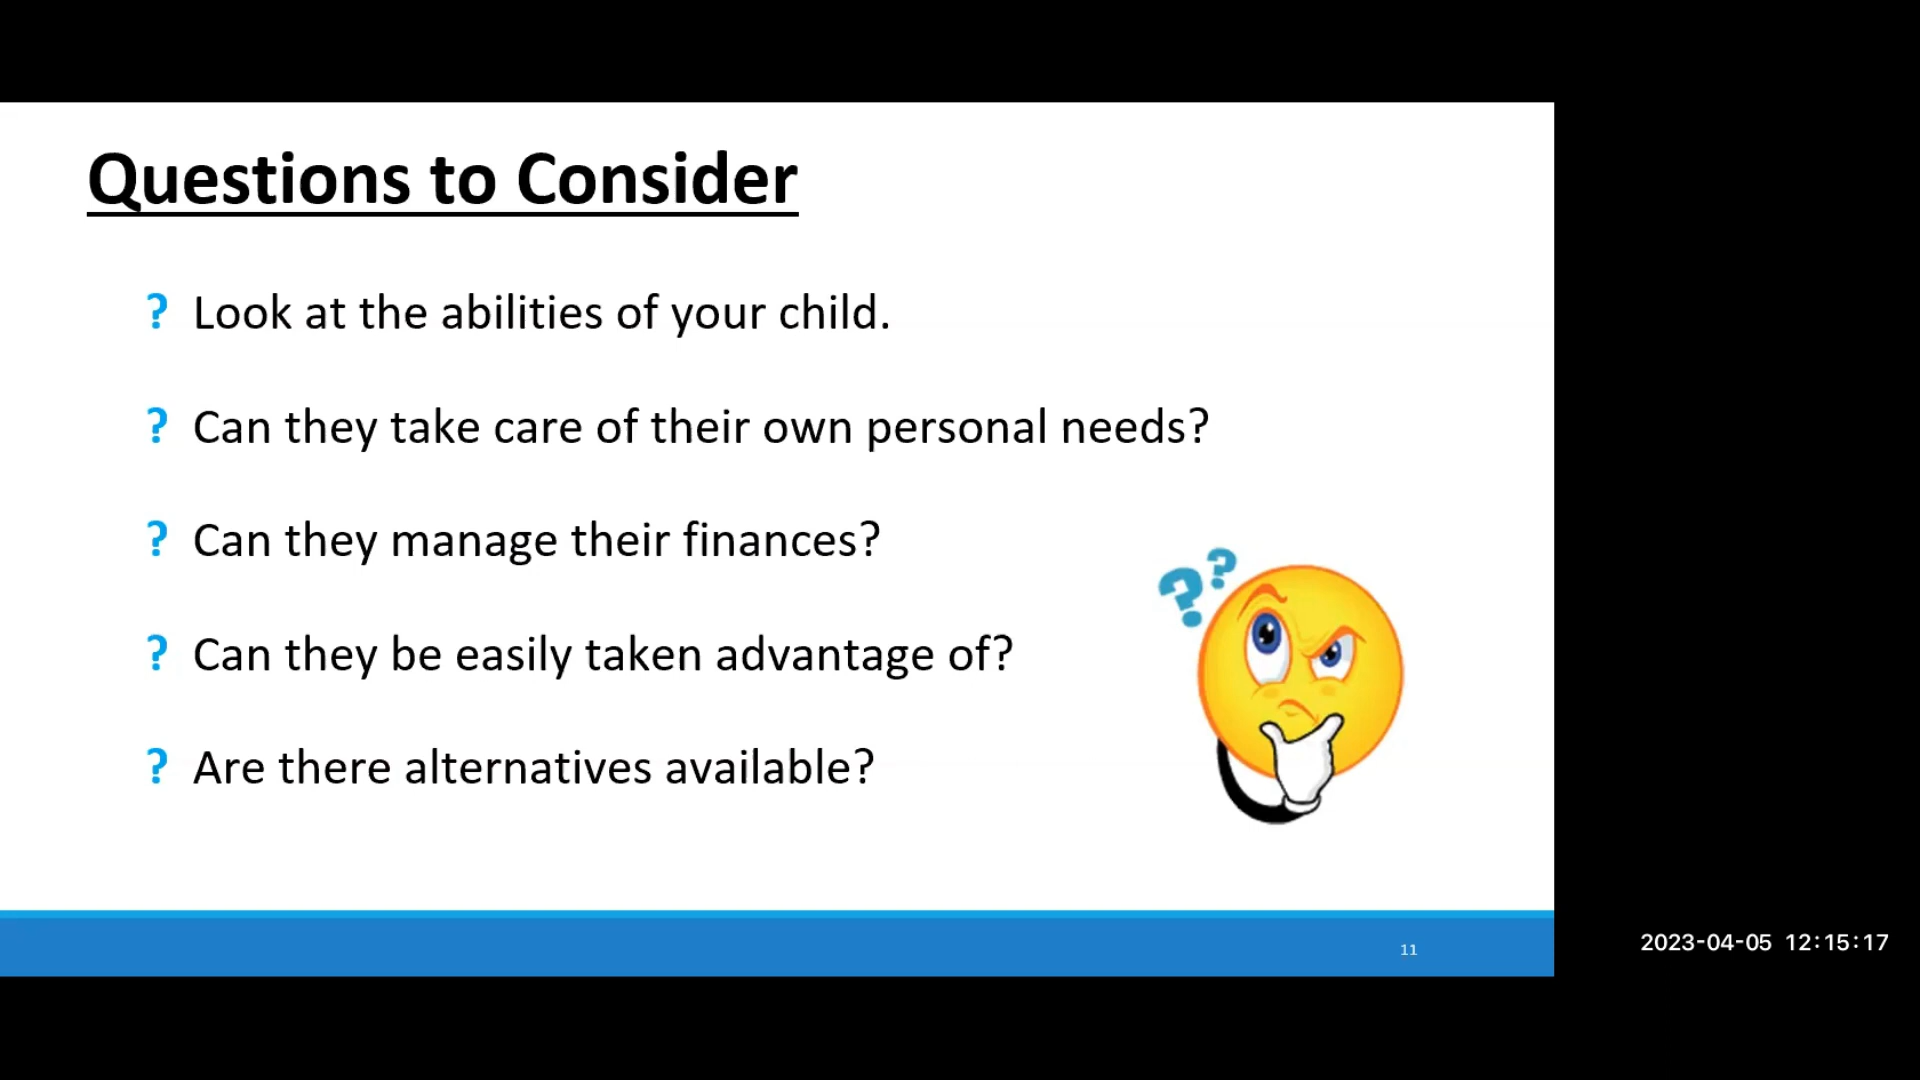 Questions to Consider
? Look at the abilities of your child.
? Can they take care of their own personal needs?
? Can they manage their finances?
? Can they be easily taken advantage of?
? Are there alternatives available?
??
11
2023-04-05 12:15:17